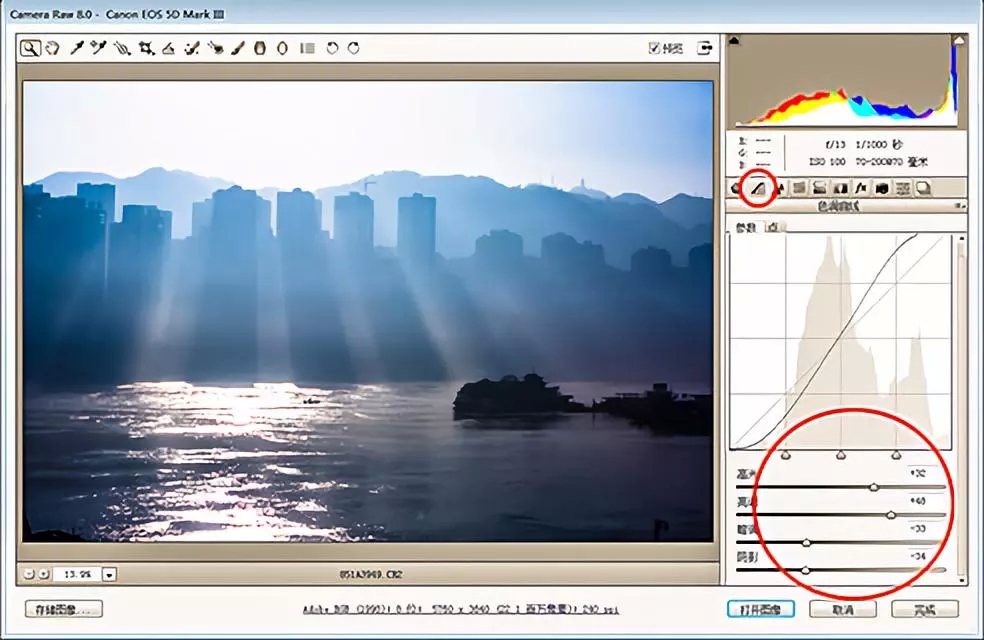 Camera Raw 8.0 - Canon EOS 5D Mark III
预览
f/13 1/1000 秒
ISO 100 70-200@70 毫米
色调曲线
参数 点
高光 +32
亮调 +48
暗调 -33
阴影 -34
13.9%
051A3949.CR2
存储图像...
Adobe RGB (1998); 8 位; 5760 x 3840 (22.1 百万像素); 240 ppi
打开图像 取消 完成